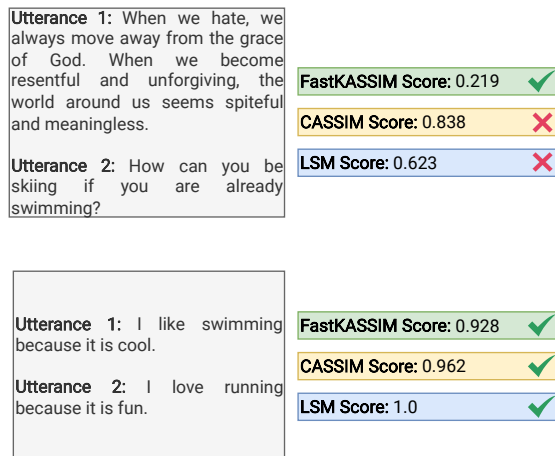 Utterance 1: When we hate, we
always move away from the grace
of God. When we become
resentful and unforgiving, the
world around us seems spiteful
and meaningless.
Utterance 2: How can you be
skiing if you are already
swimming?
FastKASSIM Score: 0.219
CASSIM Score: 0.838
LSM Score: 0.623
Utterance 1: I like swimming
because it is cool.
Utterance 2: I love running
because it is fun.
FastKASSIM Score: 0.928
CASSIM Score: 0.962
LSM Score: 1.0